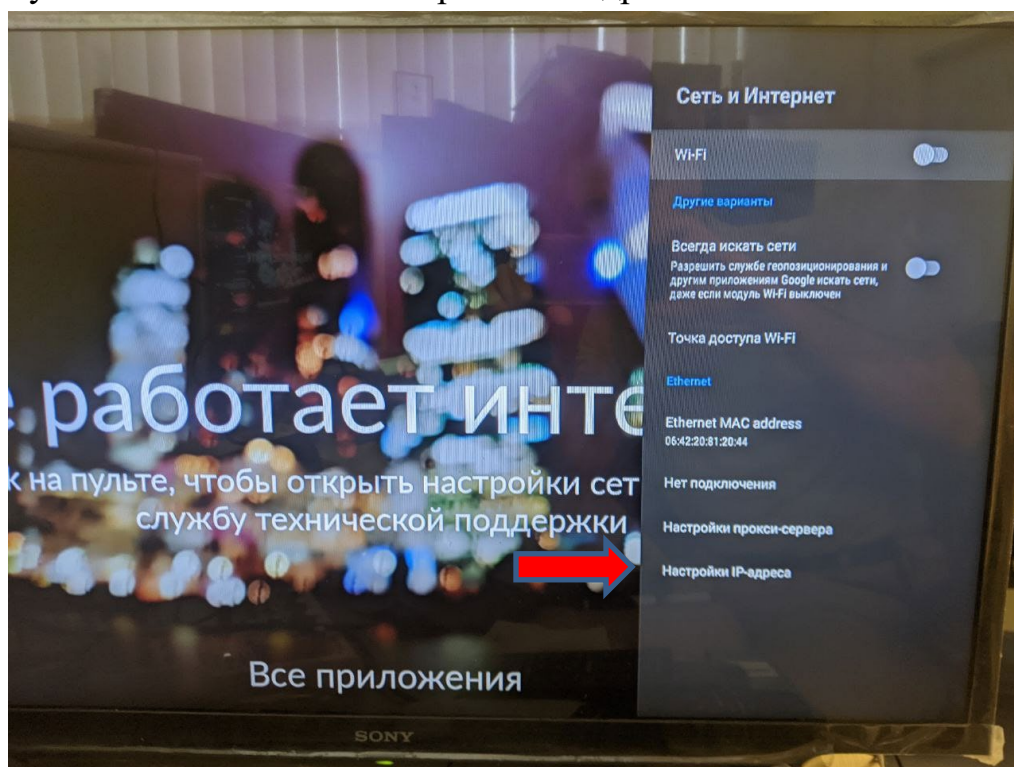 Сеть и Интернет
Wi-Fi
Другие варианты
Всегда искать сети
Разрешить службе геопозиционирования и
другим приложениям Google искать сети,
даже если модуль Wi-Fi выключен
Точка доступа Wi-Fi
Ethernet
Ethernet MAC address
06:42:20:81:20:44
Нет подключения
Настройки прокси-сервера
Настройки IP-адреса
работает инте
к на пульте, чтобы открыть настройки сет
службу технической поддержки
Все приложения
SONY